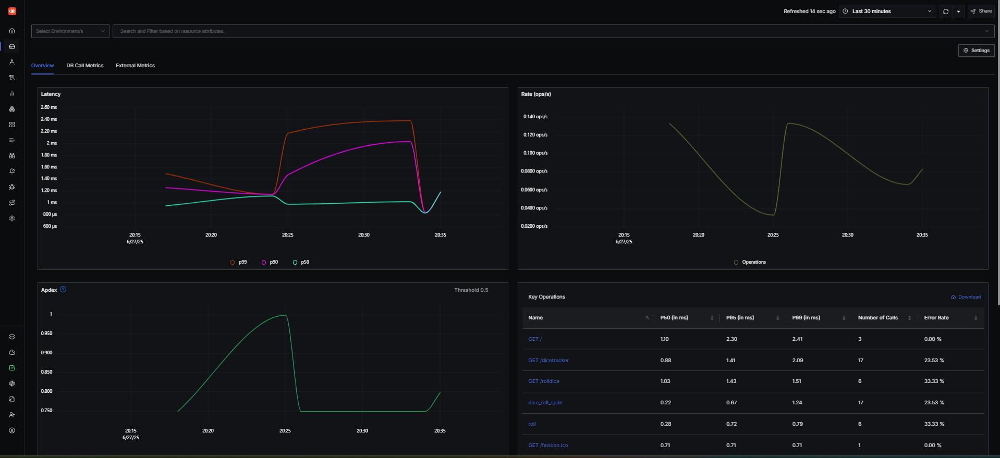 Refreshed 14 sec ago Last 30 minutes Share
Select Environment/s Search and Filter based on resource attributes.
Settings
Overview DB Call Metrics External Metrics
Latency
2.60 ms
2.40 ms
2.20 ms
2 ms
1.80 ms
1.60 ms
1.40 ms
1.20 ms
1 ms
800 µs
600 µs
20:15 20:20 20:25 20:30 20:35
6/27/25
p99 p90 p50
Rate (ops/s)
0.140 ops/s
0.120 ops/s
0.100 ops/s
0.0800 ops/s
0.0600 ops/s
0.0400 ops/s
0.0200 ops/s
20:15 20:20 20:25 20:30 20:35
6/27/25
Operations
Apdex ? Threshold 0.5
1
0.950
0.900
0.850
0.800
0.750
20:15 20:20 20:25 20:30 20:35
6/27/25
Key Operations Download
Name P50 (in ms) P95 (in ms) P99 (in ms) Number of Calls Error Rate
GET / 1.10 2.30 2.41 3 0.00 %
GET /dicetracker 0.88 1.41 2.09 17 23.53 %
GET /rolldice 1.03 1.43 1.51 6 33.33 %
dice_roll_span 0.22 0.67 1.24 17 23.53 %
roll 0.28 0.72 0.79 6 33.33 %
GET /favicon.ico 0.71 0.71 0.71 1 0.00 %